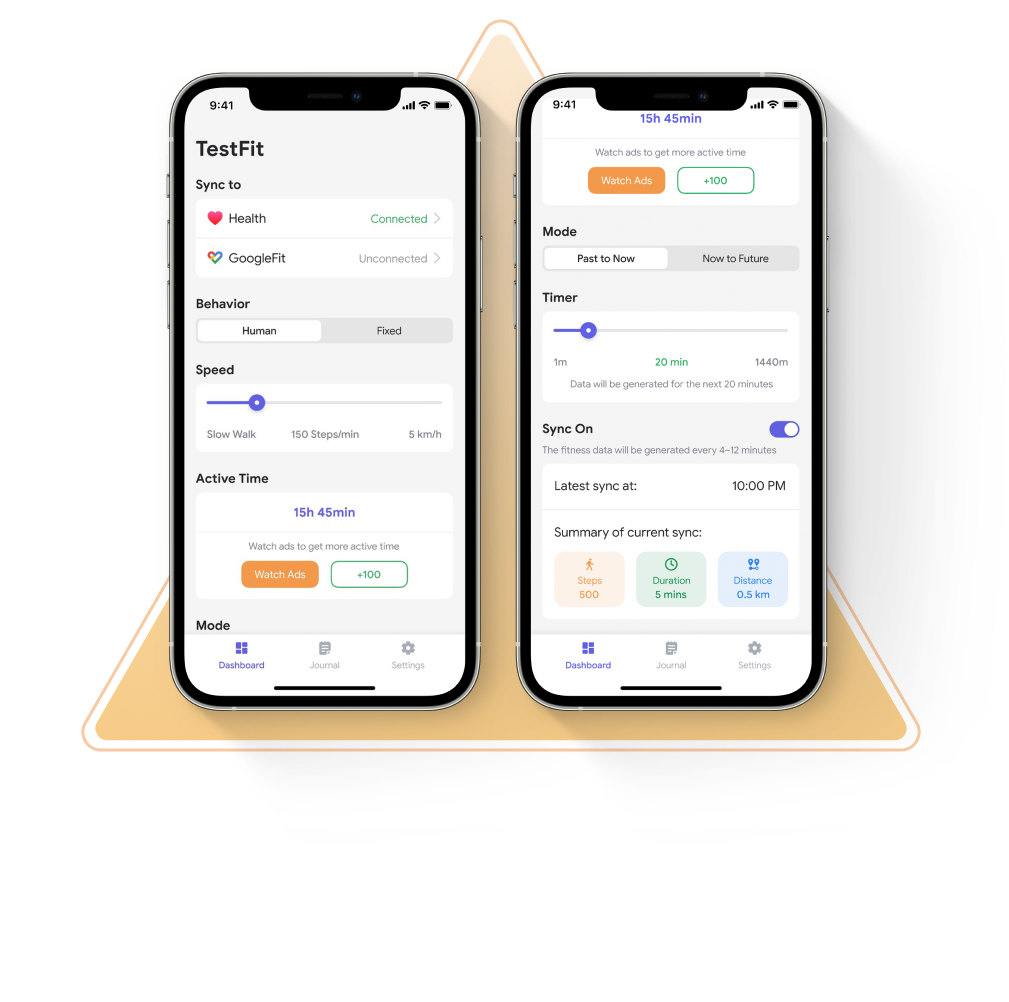 9:41
TestFit
Sync to
Health Connected
GoogleFit Unconnected
Behavior
Human Fixed
Speed
Slow Walk 150 Steps/min 5 km/h
Active Time
15h 45min
Watch ads to get more active time
Watch Ads +100
Mode
Dashboard Journal Settings
9:41
15h 45min
Watch ads to get more active time
Watch Ads +100
Mode
Past to Now Now to Future
Timer
1m 20 min 1440m
Data will be generated for the next 20 minutes
Sync On
The fitness data will be generated every 4~12 minutes
Latest sync at: 10:00 PM
Summary of current sync:
Steps Duration Distance
500 5 mins 0.5 km
Dashboard Journal Settings